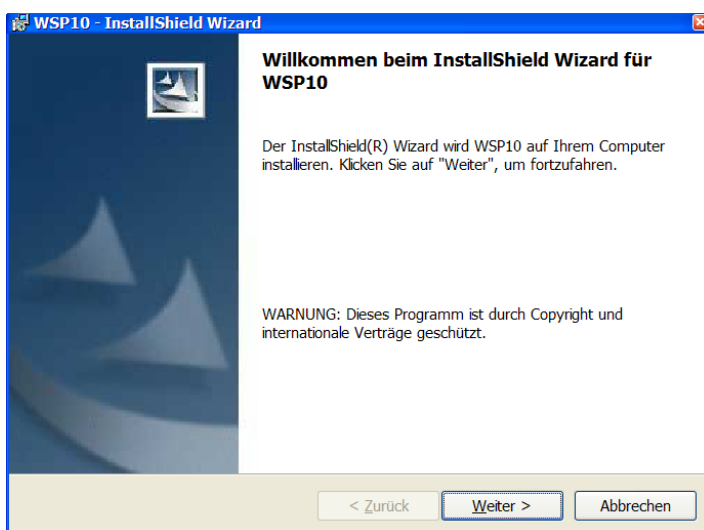 WSP10 - InstallShield Wizard
Willkommen beim InstallShield Wizard für
WSP10
Der InstallShield(R) Wizard wird WSP10 auf Ihrem Computer
installieren. Klicken Sie auf "Weiter", um fortzufahren.
WARNUNG: Dieses Programm ist durch Copyright und
internationale Verträge geschützt.
< Zurück
Weiter >
Abbrechen